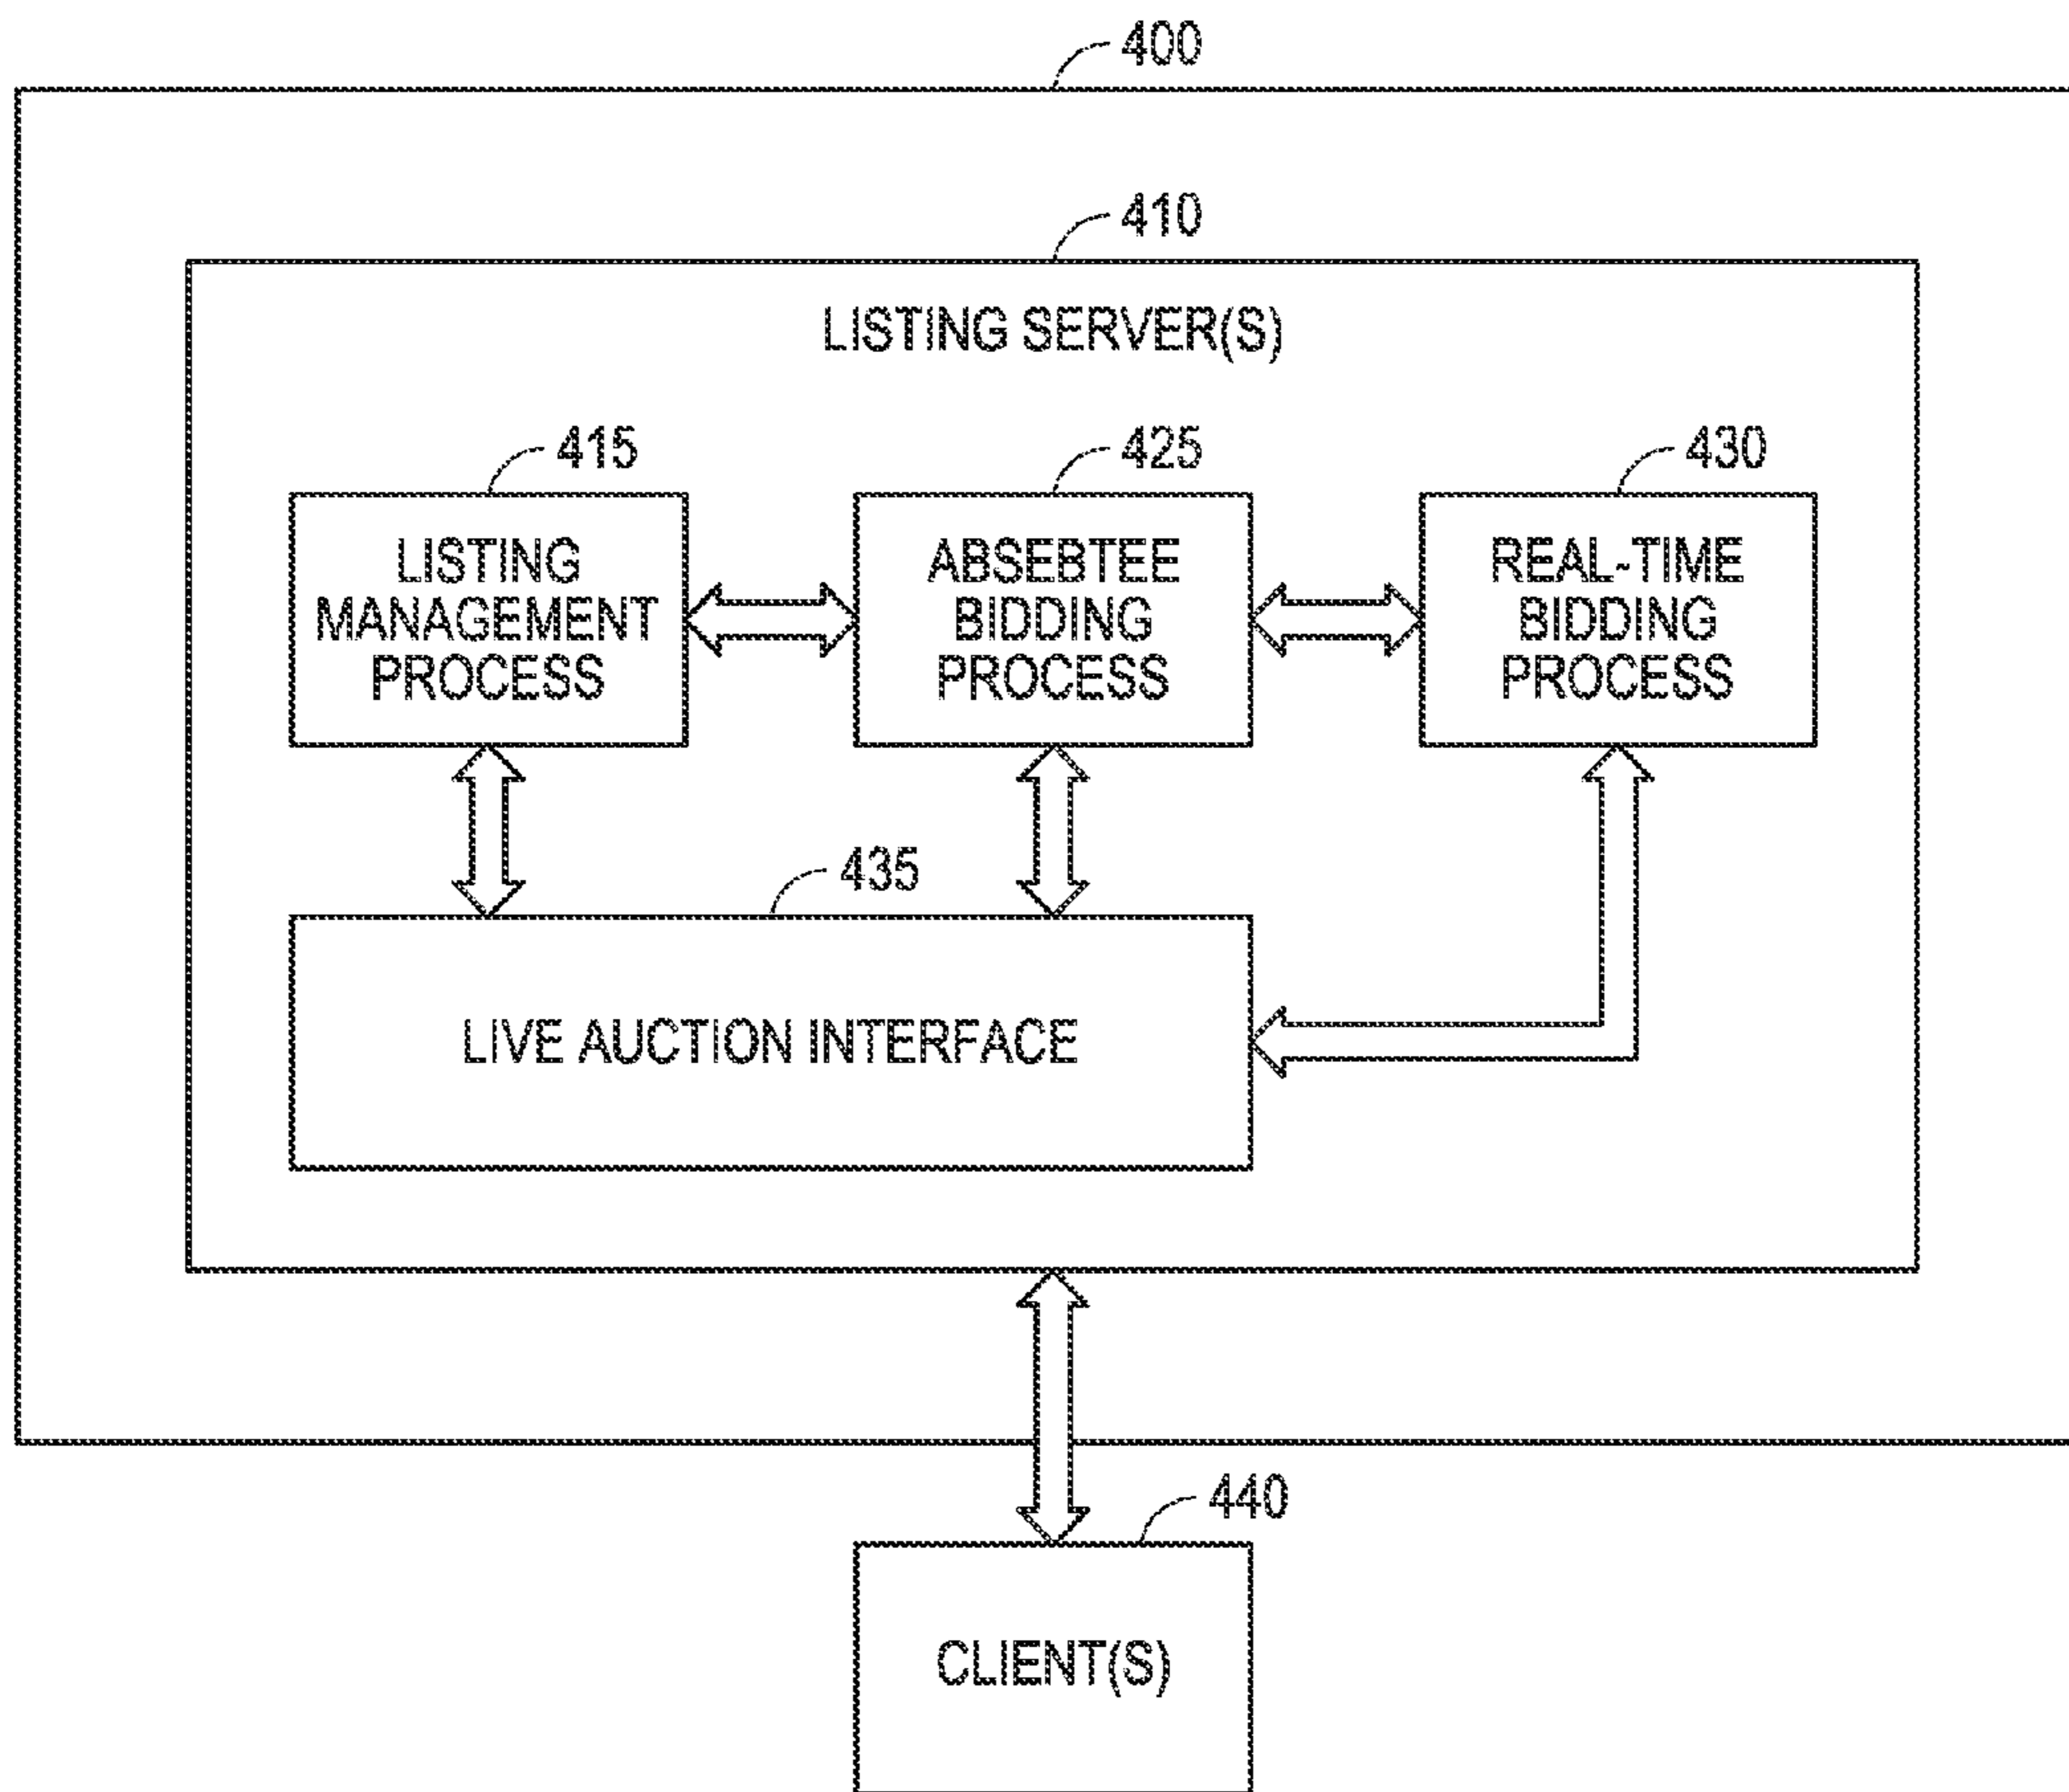 400
410
LISTING SERVER(S)
415
425
430
LISTING
MANAGEMENT
PROCESS
ABSEBTEE
BIDDING
PROCESS
REAL-TIME
BIDDING
PROCESS
435
LIVE AUCTION INTERFACE
440
CLIENT(S)